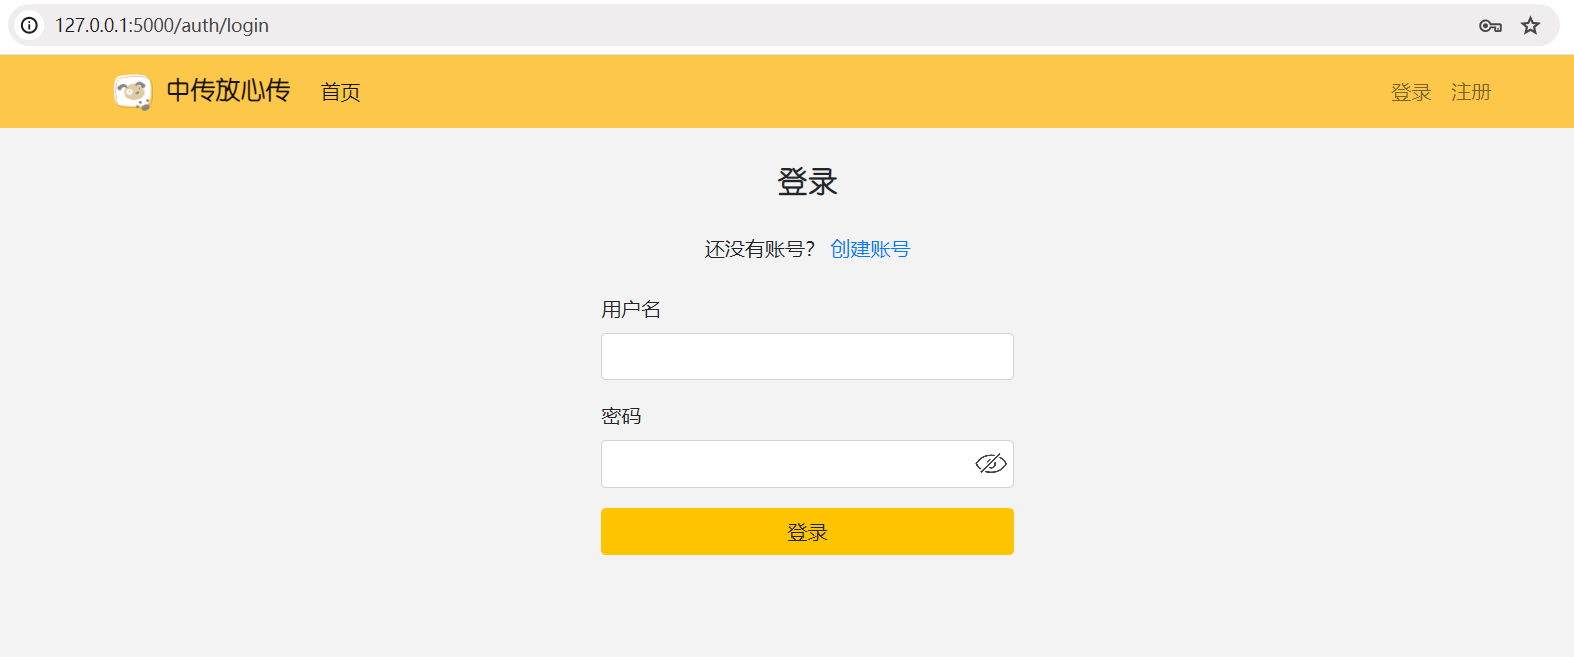 127.0.0.1:5000/auth/login
中传放心传 首页 登录 注册
登录
还没有账号？ 创建账号
用户名
密码
登录